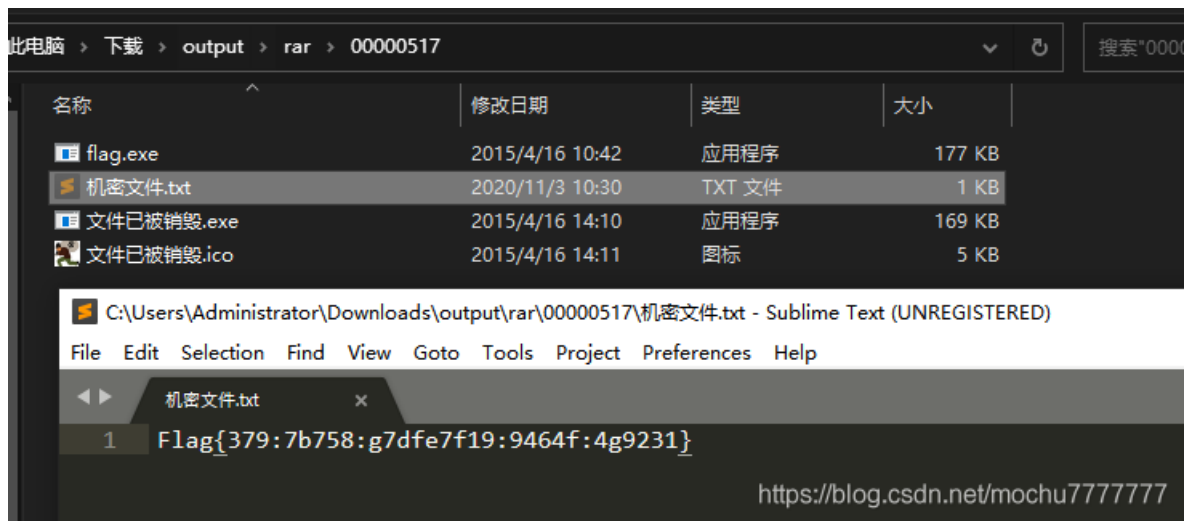 此电脑 › 下载 › output › rar › 00000517 搜索"0000
名称 修改日期 类型 大小
flag.exe 2015/4/16 10:42 应用程序 177 KB
机密文件.txt 2020/11/3 10:30 TXT 文件 1 KB
文件已被销毁.exe 2015/4/16 14:10 应用程序 169 KB
文件已被销毁.ico 2015/4/16 14:11 图标 5 KB
C:\Users\Administrator\Downloads\output\rar\00000517\机密文件.txt - Sublime Text (UNREGISTERED)
File Edit Selection Find View Goto Tools Project Preferences Help
机密文件.txt ×
1 Flag{379:7b758:g7dfe7f19:9464f:4g9231}
https://blog.csdn.net/mochu7777777